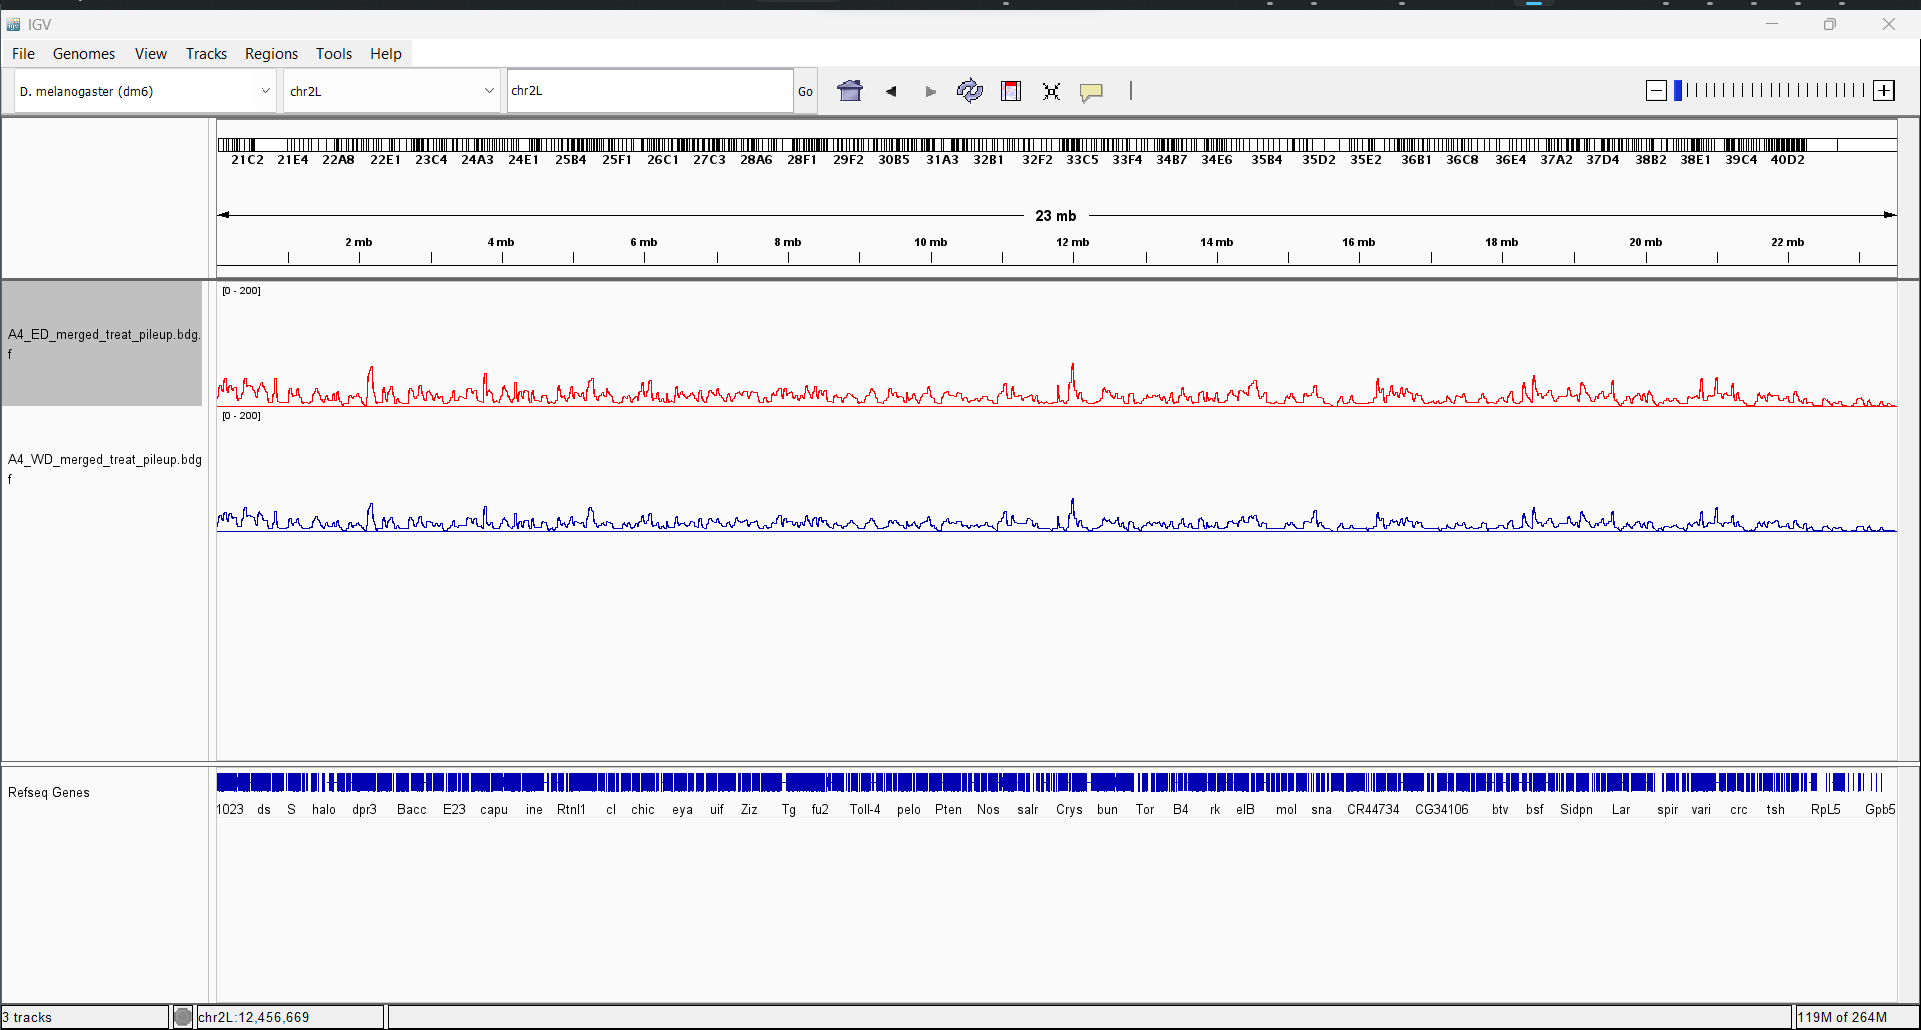 IGV
File Genomes View Tracks Regions Tools Help
D. melanogaster (dm6) chr2L chr2L Go
21C2 21E4 22A8 22E1 23C4 24A3 24E1 25B4 25F1 26C1 27C3 28A6 28F1 29F2 30B5 31A3 32B1 32F2 33C5 33F4 34B7 34E6 35B4 35D2 35E2 36B1 36C8 36E4 37A2 37D4 38B2 38E1 39C4 40D2
23 mb
2 mb 4 mb 6 mb 8 mb 10 mb 12 mb 14 mb 16 mb 18 mb 20 mb 22 mb
[0 - 200]
A4_ED_merged_treat_pileup.bdg.
f
[0 - 200]
A4_WD_merged_treat_pileup.bdg
f
Refseq Genes
1023 ds S halo dpr3 Bacc E23 capu ine Rtnl1 cl chic eya uif Ziz Tg fu2 Toll-4 pelo Pten Nos salr Crys bun Tor B4 rk elB mol sna CR44734 CG34106 btv bsf Sidpn Lar spir vari crc tsh RpL5 Gpb5
3 tracks chr2L:12,456,669 119M of 264M